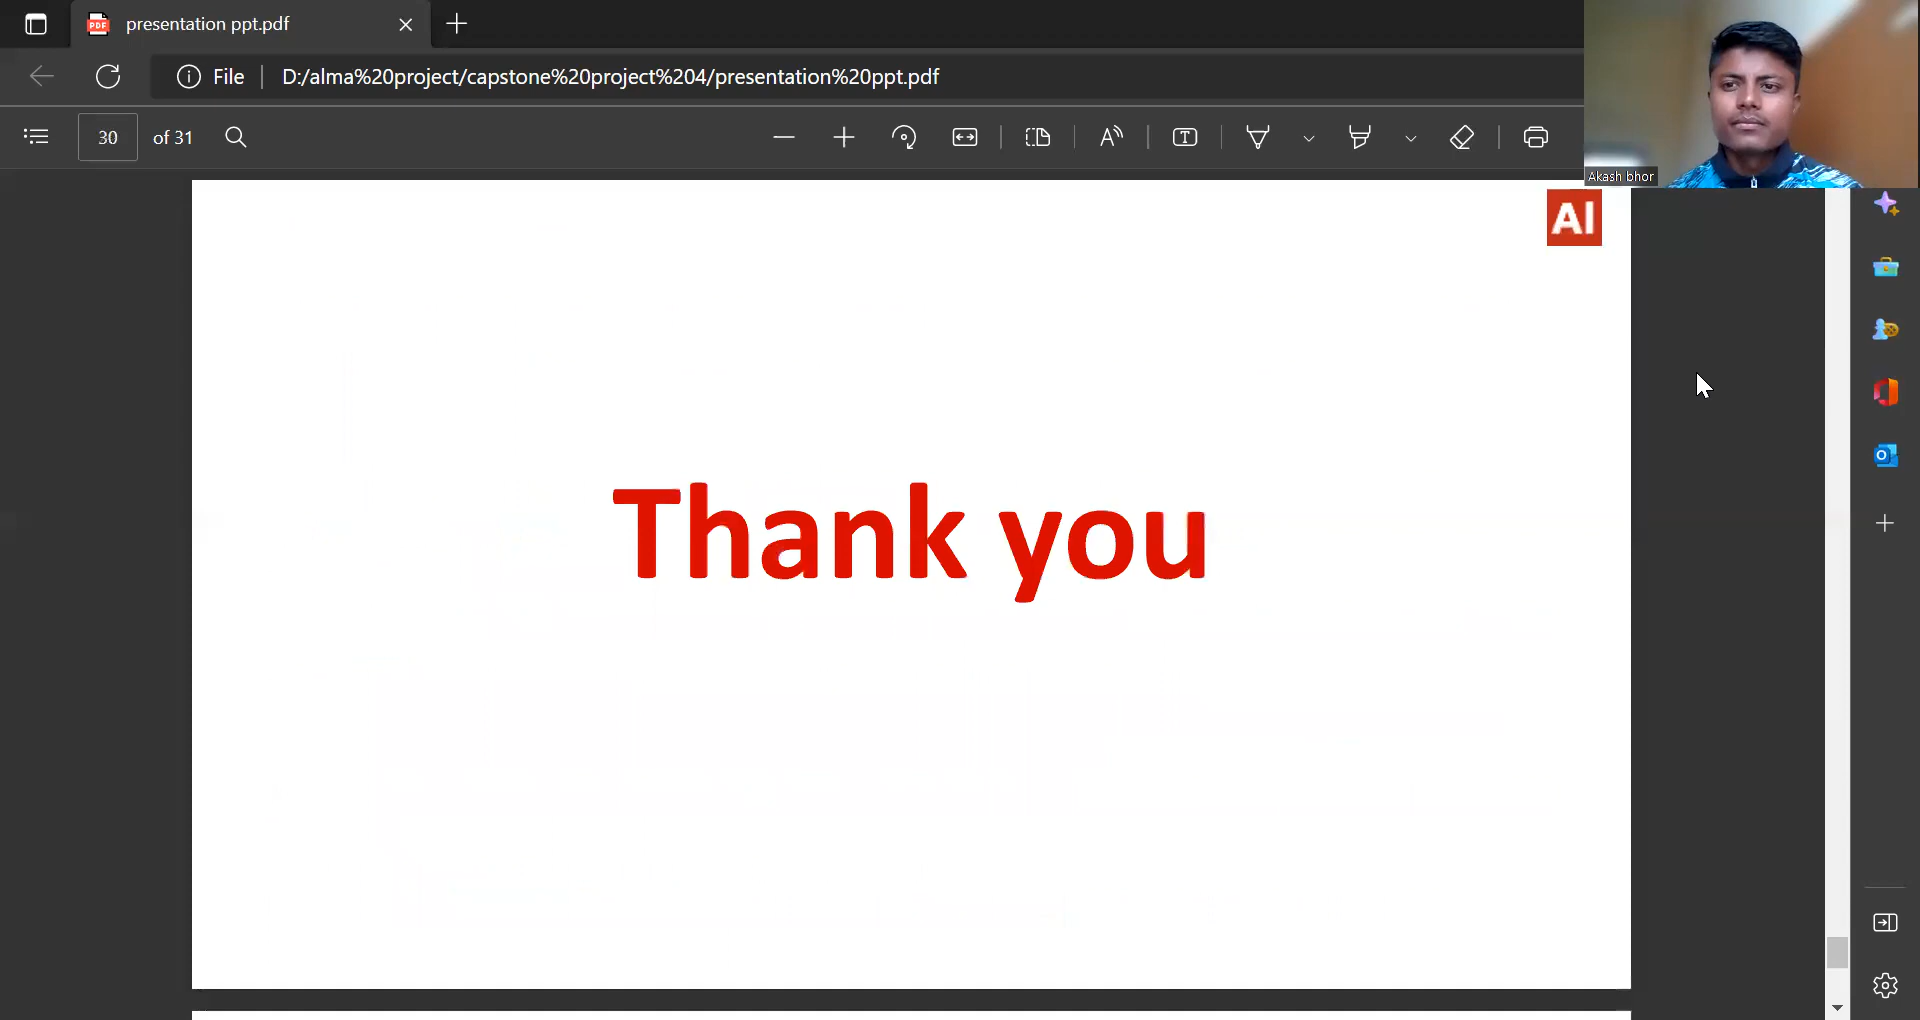 presentation ppt.pdf
File D:/alma%20project/capstone%20project%204/presentation%20ppt.pdf
30 of 31
Akash bhor
AI
Thank you